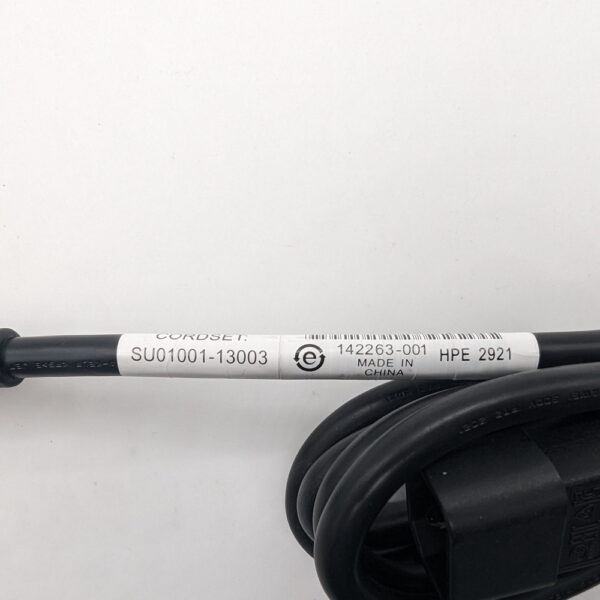 CORDSET:
SU01001-13003
e
142263-001
MADE IN
CHINA
HPE 2921